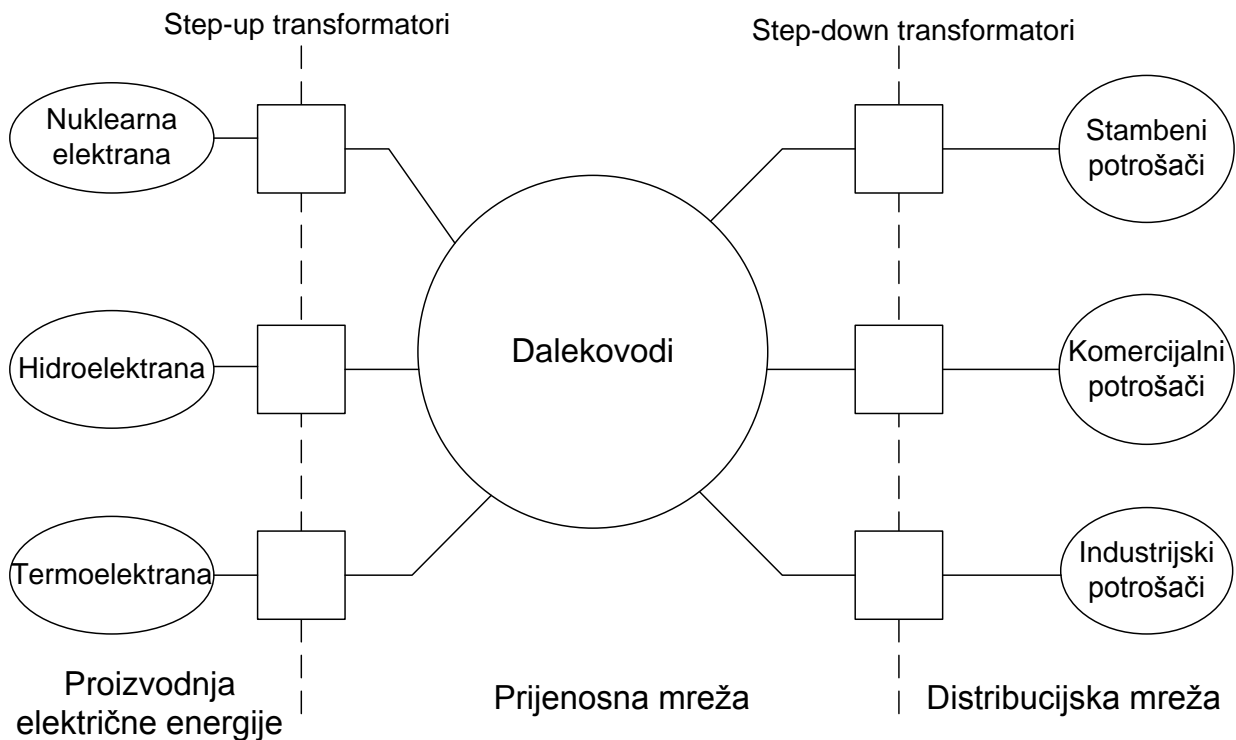 Step-up transformatori
Step-down transformatori
Nuklearna
elektrana
Stambeni
potrošači
Hidroelektrana
Dalekovodi
Komercijalni
potrošači
Termoelektrana
Industrijski
potrošači
Proizvodnja
električne energije
Prijenosna mreža
Distribucijska mreža